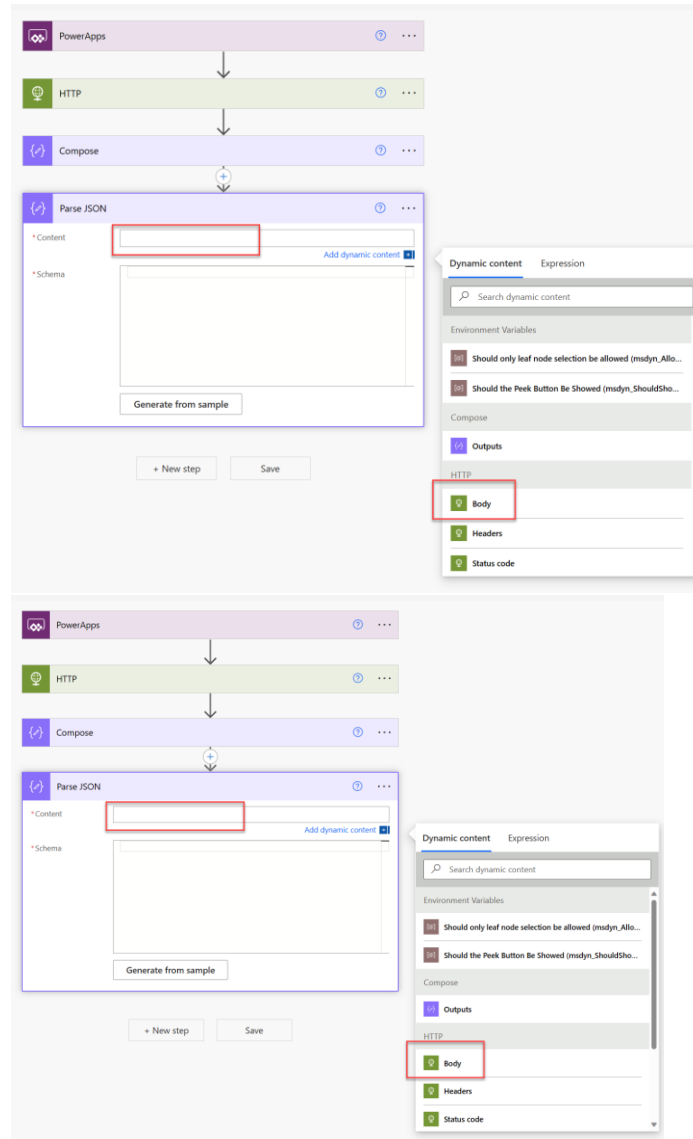 PowerApps
HTTP
Compose
Parse JSON
* Content
Add dynamic content
* Schema
Generate from sample
+ New step Save
Dynamic content Expression
Search dynamic content
Environment Variables
Should only leaf node selection be allowed (msdyn_Allo...
Should the Peek Button Be Showed (msdyn_ShouldSho...
Compose
Outputs
HTTP
Body
Headers
Status code
PowerApps
HTTP
Compose
Parse JSON
* Content
Add dynamic content
* Schema
Generate from sample
+ New step Save
Dynamic content Expression
Search dynamic content
Environment Variables
Should only leaf node selection be allowed (msdyn_Allo...
Should the Peek Button Be Showed (msdyn_ShouldSho...
Compose
Outputs
HTTP
Body
Headers
Status code